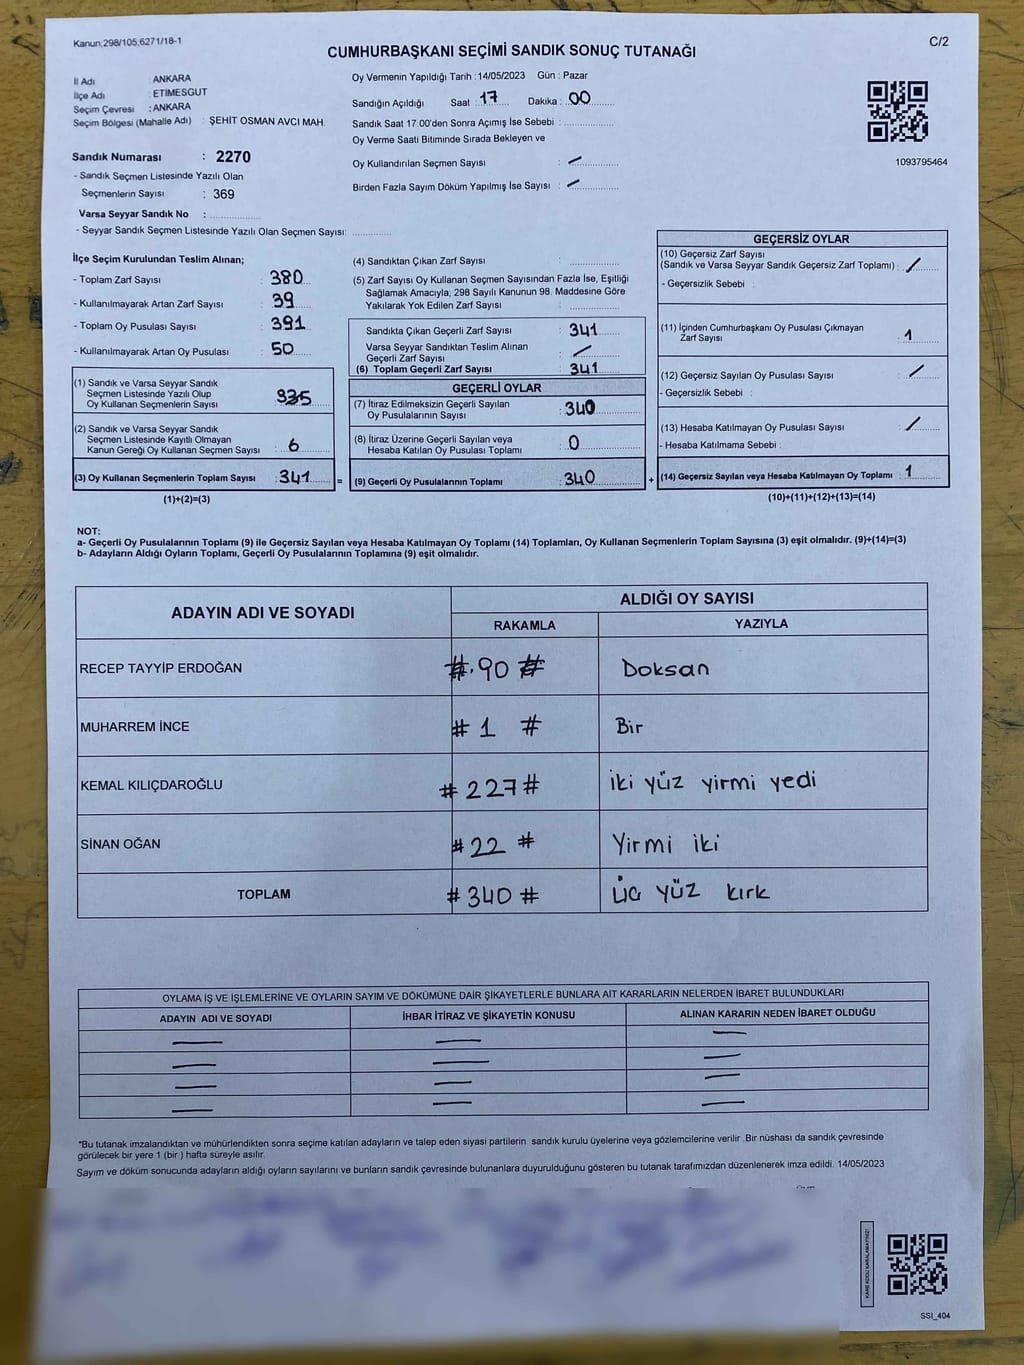 Kanun;298/105,6271/18-1
C/2
CUMHURBAŞKANI SEÇİMİ SANDIK SONUÇ TUTANAĞI
İl Adı : ANKARA
İlçe Adı : ETİMESGUT
Seçim Çevresi : ANKARA
Seçim Bölgesi (Mahalle Adı) : ŞEHİT OSMAN AVCI MAH.
Oy Vermenin Yapıldığı Tarih : 14/05/2023 Gün : Pazar
Sandığın Açıldığı Saat : 17 Dakika : 00
Sandık Saat 17:00'den Sonra Açımış İse Sebebi :
Oy Verme Saati Bitiminde Sırada Bekleyen ve
Oy Kullandırılan Seçmen Sayısı : /
Birden Fazla Sayım Döküm Yapılmış İse Sayısı : /
1093795464
Sandık Numarası : 2270
- Sandık Seçmen Listesinde Yazılı Olan
Seçmenlerin Sayısı : 369
Varsa Seyyar Sandık No :
- Seyyar Sandık Seçmen Listesinde Yazılı Olan Seçmen Sayısı:
İlçe Seçim Kurulundan Teslim Alınan;
- Toplam Zarf Sayısı : 380
- Kullanılmayarak Artan Zarf Sayısı : 39
- Toplam Oy Pusulası Sayısı : 391
- Kullanılmayarak Artan Oy Pusulası : 50
(1) Sandık ve Varsa Seyyar Sandık
Seçmen Listesinde Yazılı Olup
Oy Kullanan Seçmenlerin Sayısı : 335
(2) Sandık ve Varsa Seyyar Sandık
Seçmen Listesinde Kayıtlı Olmayan
Kanun Gereği Oy Kullanan Seçmen Sayısı : 6
(3) Oy Kullanan Seçmenlerin Toplam Sayısı : 341
(1)+(2)=(3)
(4) Sandıktan Çıkan Zarf Sayısı :
(5) Zarf Sayısı Oy Kullanan Seçmen Sayısından Fazla İse, Eşitliği
Sağlamak Amacıyla, 298 Sayılı Kanunun 98. Maddesine Göre
Yakılarak Yok Edilen Zarf Sayısı :
Sandıkta Çıkan Geçerli Zarf Sayısı : 341
Varsa Seyyar Sandıktan Teslim Alınan
Geçerli Zarf Sayısı : /
(6) Toplam Geçerli Zarf Sayısı : 341
GEÇERLİ OYLAR
(7) İtiraz Edilmeksizin Geçerli Sayılan
Oy Pusulalarının Sayısı : 340
(8) İtiraz Üzerine Geçerli Sayılan veya
Hesaba Katılan Oy Pusulası Toplamı : 0
= (9) Geçerli Oy Pusulalarının Toplamı : 340
GEÇERSİZ OYLAR
(10) Geçersiz Zarf Sayısı
(Sandık ve Varsa Seyyar Sandık Geçersiz Zarf Toplamı) : /
- Geçersizlik Sebebi :
(11) İçinden Cumhurbaşkanı Oy Pusulası Çıkmayan
Zarf Sayısı : 1
(12) Geçersiz Sayılan Oy Pusulası Sayısı : /
- Geçersizlik Sebebi :
(13) Hesaba Katılmayan Oy Pusulası Sayısı : /
- Hesaba Katılmama Sebebi :
+ (14) Geçersiz Sayılan veya Hesaba Katılmayan Oy Toplamı : 1
(10)+(11)+(12)+(13)=(14)
NOT:
a- Geçerli Oy Pusulalarının Toplamı (9) ile Geçersiz Sayılan veya Hesaba Katılmayan Oy Toplamı (14) Toplamları, Oy Kullanan Seçmenlerin Toplam Sayısına (3) eşit olmalıdır. (9)+(14)=(3)
b- Adayların Aldığı Oyların Toplamı, Geçerli Oy Pusulalarının Toplamına (9) eşit olmalıdır.
ADAYIN ADI VE SOYADI
ALDIĞI OY SAYISI
RAKAMLA YAZIYLA
RECEP TAYYİP ERDOĞAN #.90 # Doksan
MUHARREM İNCE # 1 # Bir
KEMAL KILIÇDAROĞLU # 227 # iki yüz yirmi yedi
SİNAN OĞAN # 22 # Yirmi iki
TOPLAM # 340 # Üç yüz kırk
OYLAMA İŞ VE İŞLEMLERİNE VE OYLARIN SAYIM VE DÖKÜMÜNE DAİR ŞİKAYETLERLE BUNLARA AİT KARARLARIN NELERDEN İBARET BULUNDUKLARI
ADAYIN ADI VE SOYADI İHBAR İTİRAZ VE ŞİKAYETİN KONUSU ALINAN KARARIN NEDEN İBARET OLDUĞU
*Bu tutanak imzalandıktan ve mühürlendikten sonra seçime katılan adayların ve talep eden siyasi partilerin sandık kurulu üyelerine veya gözlemcilerine verilir .Bir nüshası da sandık çevresinde
görülecek bir yere 1 (bir ) hafta süreyle asılır.
Sayım ve döküm sonucunda adayların aldığı oyların sayılarını ve bunların sandık çevresinde bulunanlara duyurulduğunu gösteren bu tutanak tarafımızdan düzenlenerek imza edildi. 14/05/2023
KARE KODU KARALAMAYINIZ!
SSI_404